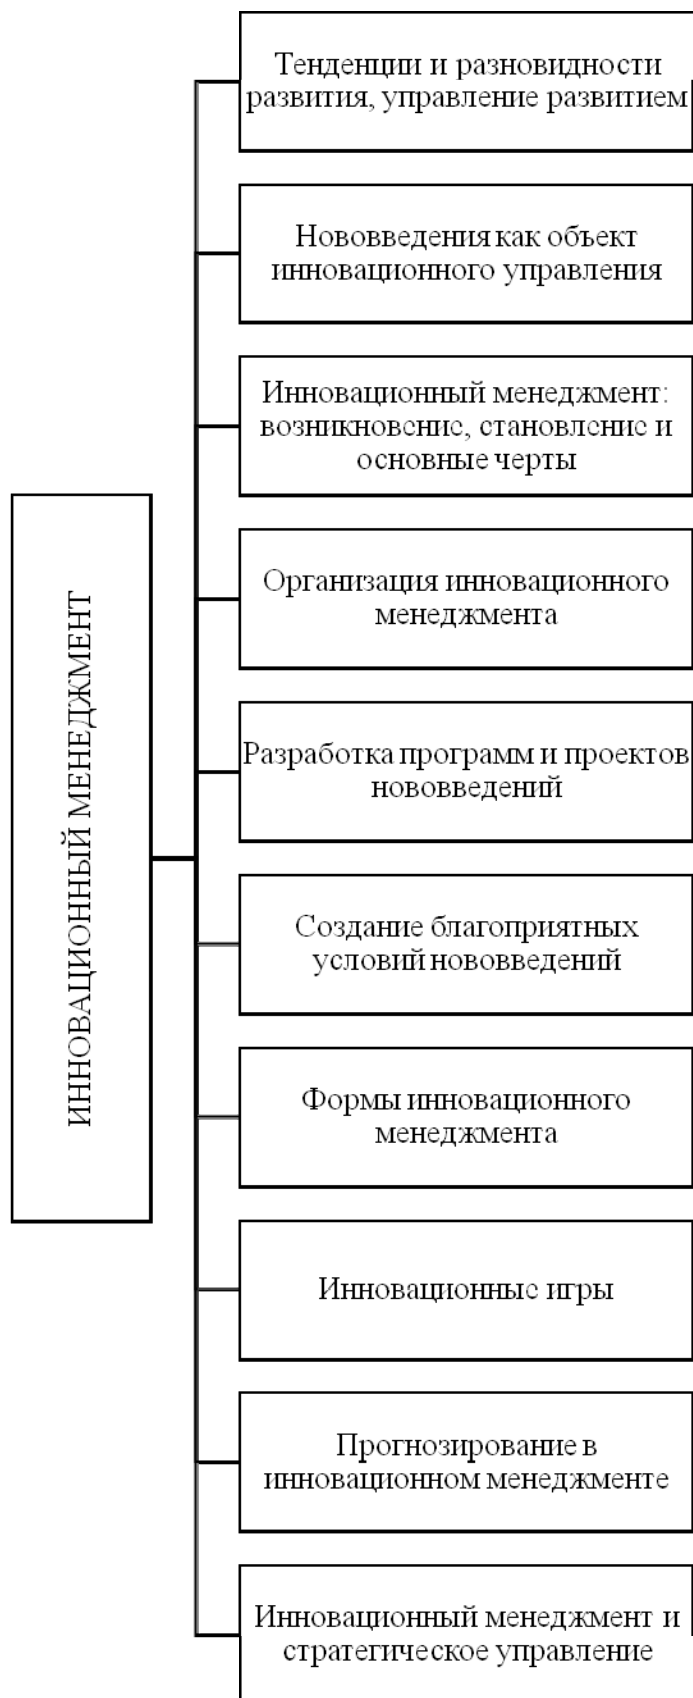 ИННОВАЦИОННЫЙ МЕНЕДЖМЕНТ
Тенденции и разновидности
развития, управление развитием
Нововведения как объект
инновационного управления
Инновационный менеджмент:
возникновение, становление и
основные черты
Организация инновационного
менеджмента
Разработка программ и проектов
нововведений
Создание благоприятных
условий нововведений
Формы инновационного
менеджмента
Инновационные игры
Прогнозирование в
инновационном менеджменте
Инновационный менеджмент и
стратегическое управление